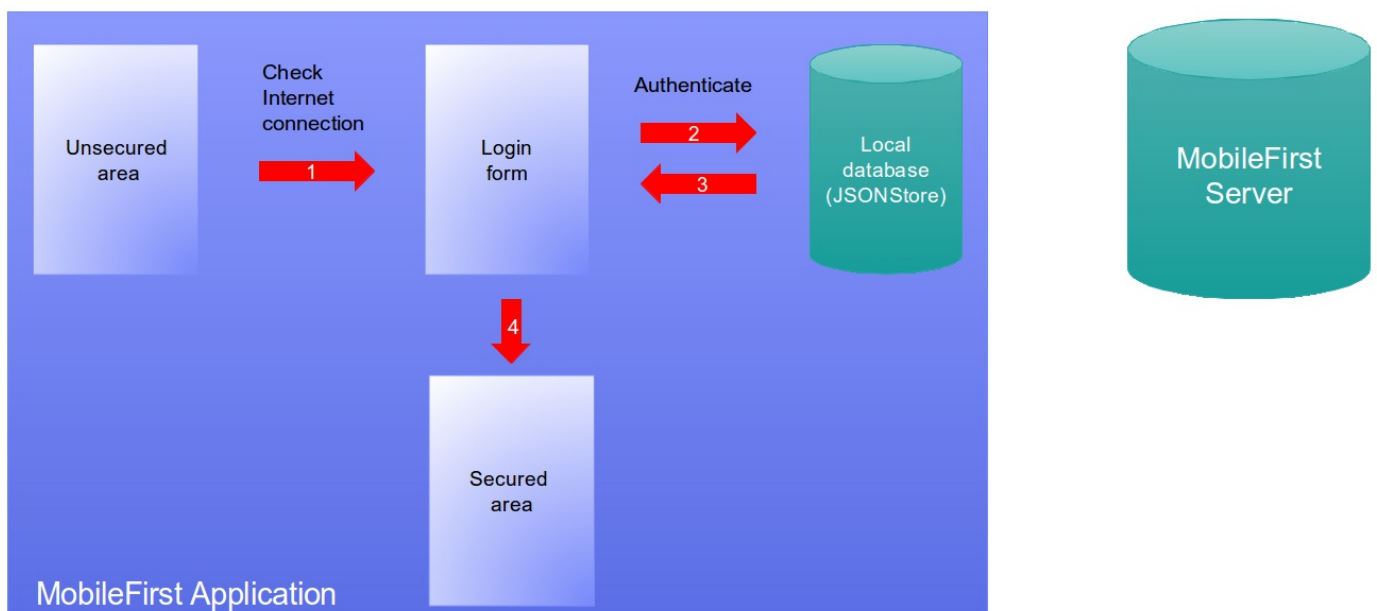 Check
Internet
connection
1
Unsecured
area
Login
form
Authenticate
2
3
Local
database
(JSONStore)
MobileFirst
Server
4
Secured
area
MobileFirst Application